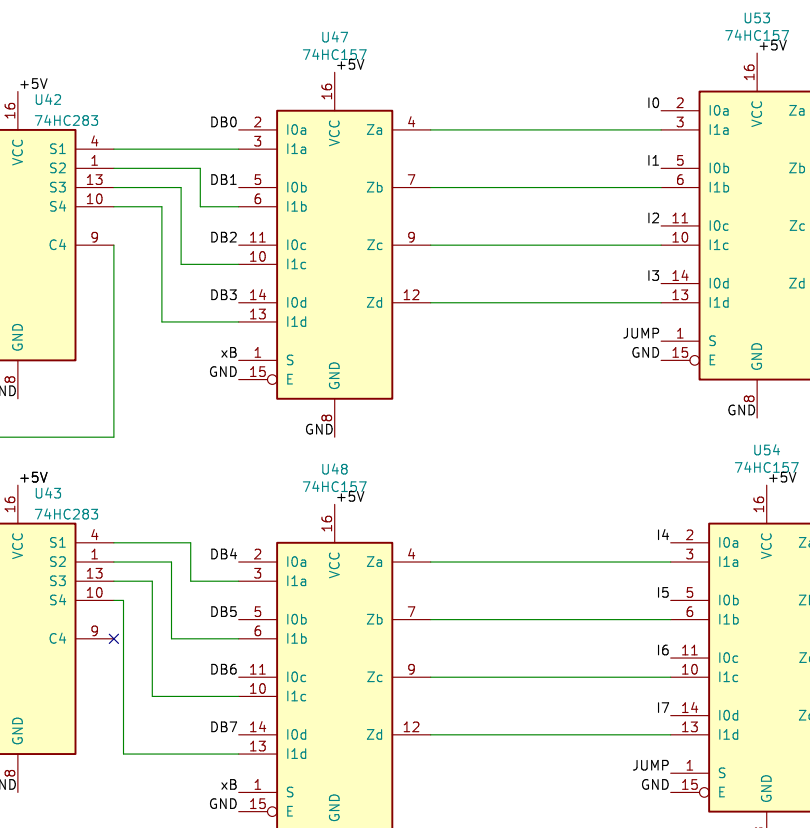 +5V
U42
74HC283
16
VCC
S1
4
S2
1
S3
13
S4
10
C4
9
GND
8
ND
U47
74HC157
+5V
16
VCC
DB0
2
I0a
3
I1a
DB1
5
I0b
6
I1b
DB2
11
I0c
10
I1c
DB3
14
I0d
13
I1d
xB
1
S
GND
15
E
Za
4
Zb
7
Zc
9
Zd
12
GND
8
GND
U53
74HC157
+5V
16
VCC
I0
2
I0a
3
I1a
I1
5
I0b
6
I1b
I2
11
I0c
10
I1c
I3
14
I0d
13
I1d
JUMP
1
S
GND
15
E
Za
Zb
Zc
Zd
GND
8
GND
+5V
U43
74HC283
16
VCC
S1
4
S2
1
S3
13
S4
10
C4
9
GND
8
ND
U48
74HC157
+5V
16
VCC
DB4
2
I0a
3
I1a
DB5
5
I0b
6
I1b
DB6
11
I0c
10
I1c
DB7
14
I0d
13
I1d
xB
1
S
GND
15
E
Za
4
Zb
7
Zc
9
Zd
12
GND
U54
74HC157
+5V
16
VCC
I4
2
I0a
3
I1a
I5
5
I0b
6
I1b
I6
11
I0c
10
I1c
I7
14
I0d
13
I1d
JUMP
1
S
GND
15
E
GND